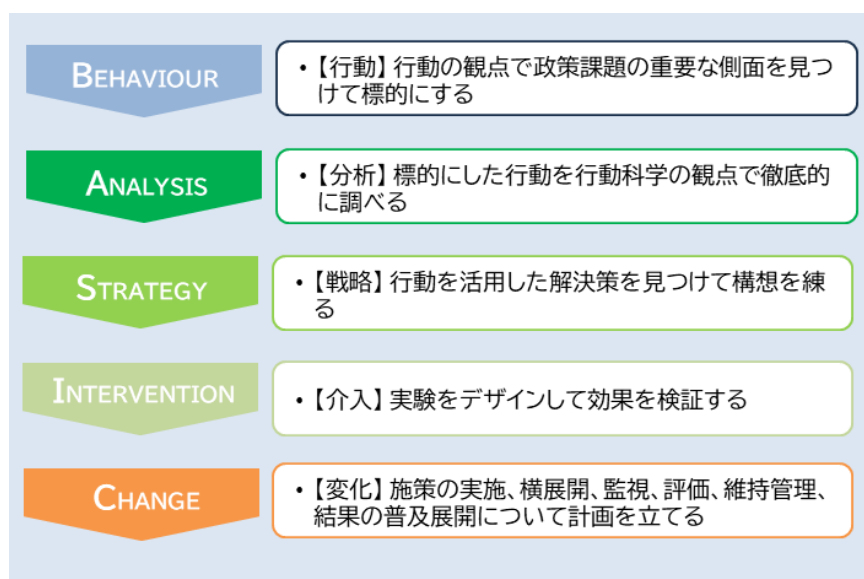 BEHAVIOUR
・【行動】行動の観点で政策課題の重要な側面を見つ
けて標的にする
ANALYSIS
・【分析】標的にした行動を行動科学の観点で徹底的
に調べる
STRATEGY
・【戦略】行動を活用した解決策を見つけて構想を練
る
INTERVENTION
・【介入】実験をデザインして効果を検証する
CHANGE
・【変化】施策の実施、横展開、監視、評価、維持管理、
結果の普及展開について計画を立てる